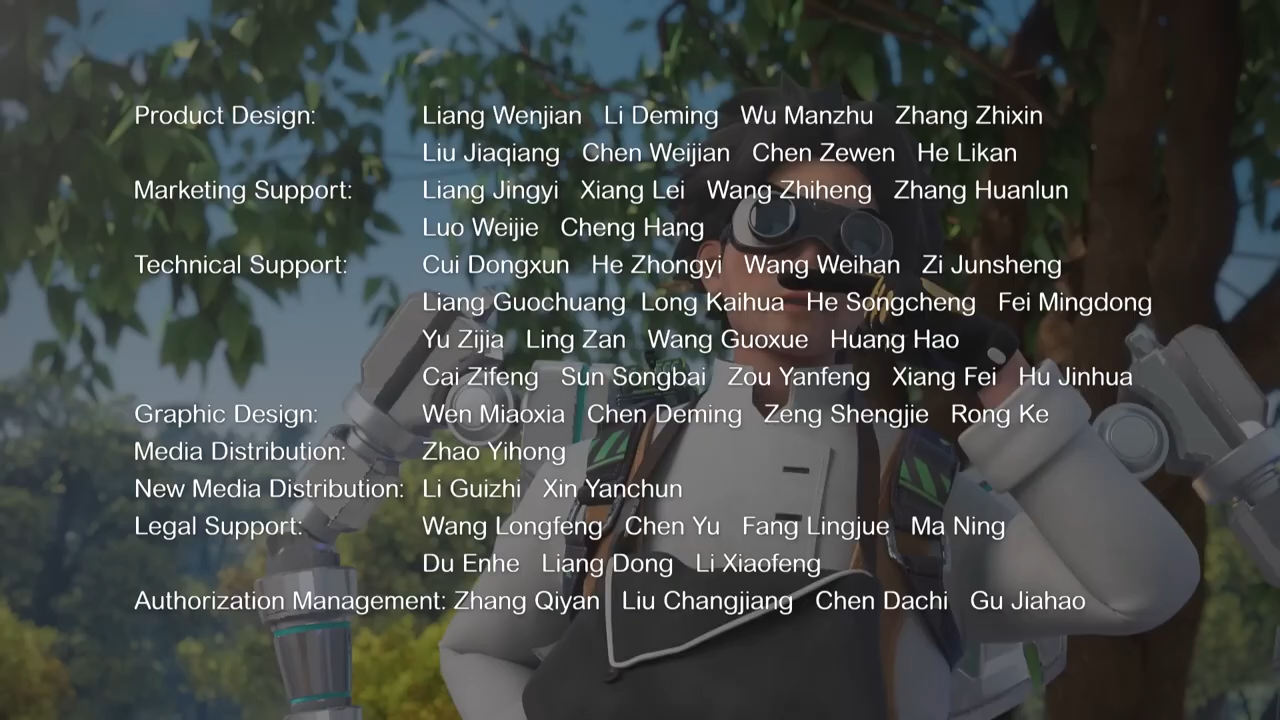 Product Design: Liang Wenjian Li Deming Wu Manzhu Zhang Zhixin
Liu Jiaqiang Chen Weijian Chen Zewen He Likan
Marketing Support: Liang Jingyi Xiang Lei Wang Zhiheng Zhang Huanlun
Luo Weijie Cheng Hang
Technical Support: Cui Dongxun He Zhongyi Wang Weihan Zi Junsheng
Liang Guochuang Long Kaihua He Songcheng Fei Mingdong
Yu Zijia Ling Zan Wang Guoxue Huang Hao
Cai Zifeng Sun Songbai Zou Yanfeng Xiang Fei Hu Jinhua
Graphic Design: Wen Miaoxia Chen Deming Zeng Shengjie Rong Ke
Media Distribution: Zhao Yihong
New Media Distribution: Li Guizhi Xin Yanchun
Legal Support: Wang Longfeng Chen Yu Fang Lingjue Ma Ning
Du Enhe Liang Dong Li Xiaofeng
Authorization Management: Zhang Qiyan Liu Changjiang Chen Dachi Gu Jiahao